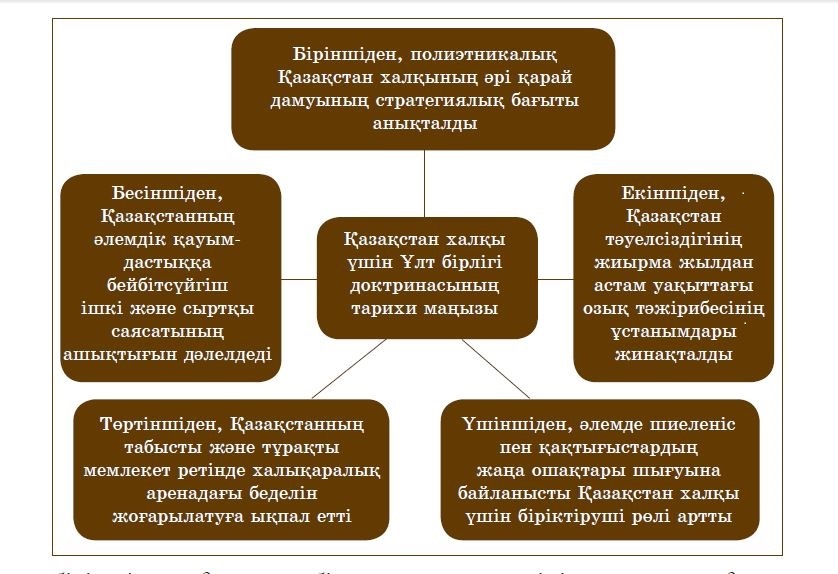 Біріншіден, полиэтникалық
Қазақстан халқының әрі қарай
дамуының стратегиялық бағыты
анықталды
Бесіншіден,
Қазақстанның
әлемдік қауым-
дастыққа
бейбітсүйгіш
ішкі және сыртқы
саясатының
ашықтығын дәлелдеді
Қазақстан халқы
үшін Ұлт бірлігі
доктринасының
тарихи маңызы
Екіншіден,
Қазақстан
тәуелсіздігінің
жиырма жылдан
астам уақыттағы
озық тәжірибесінің
ұстанымдары
жинақталды
Төртіншіден, Қазақстанның
табысты және тұрақты
мемлекет ретінде халықаралық
аренадағы беделін
жоғарылатуға ықпал етті
Үшіншіден, әлемде шиеленіс
пен қақтығыстардың
жаңа ошақтары шығуына
байланысты Қазақстан халқы
үшін біріктіруші рөлі артты